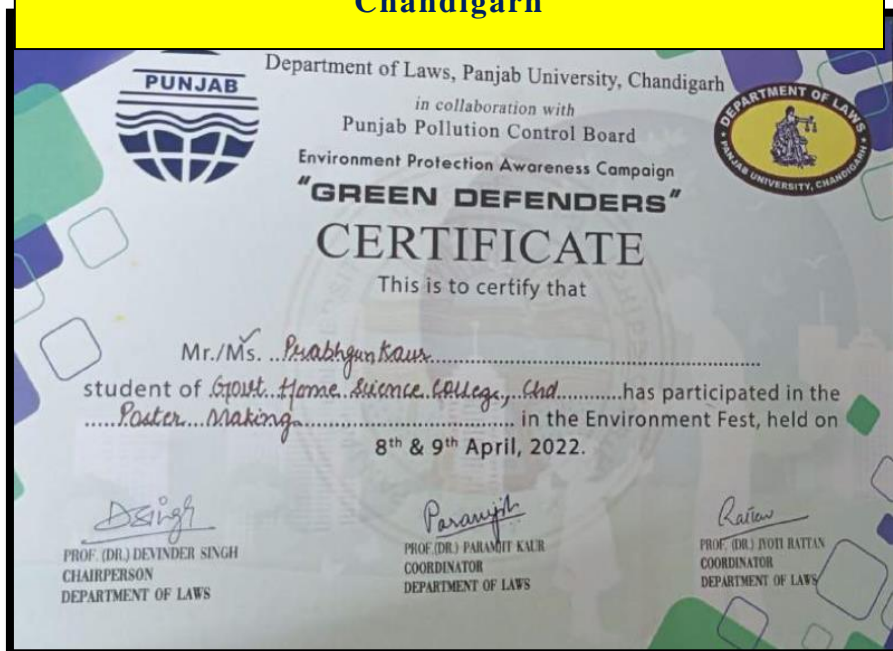 Chandigarh
PUNJAB
Department of Laws, Panjab University, Chandigarh
in collaboration with
Punjab Pollution Control Board
Environment Protection Awareness Campaign
"GREEN DEFENDERS"
CERTIFICATE
This is to certify that
Mr./Ms. ..Prabhgun Kaur..........
student of Govt. Home Science College, Chd............has participated in the
......Poster...Making.................................. in the Environment Fest, held on
8th & 9th April, 2022.
DEPARTMENT OF LAWS
PANJAB UNIVERSITY, CHANDIGARH
DSingh
Paramjit
Rattan
PROF. (DR.) DEVINDER SINGH
CHAIRPERSON
DEPARTMENT OF LAWS
PROF.(DR.) PARAMJIT KAUR
COORDINATOR
DEPARTMENT OF LAWS
PROF. (DR.) JYOTI RATTAN
COORDINATOR
DEPARTMENT OF LAWS